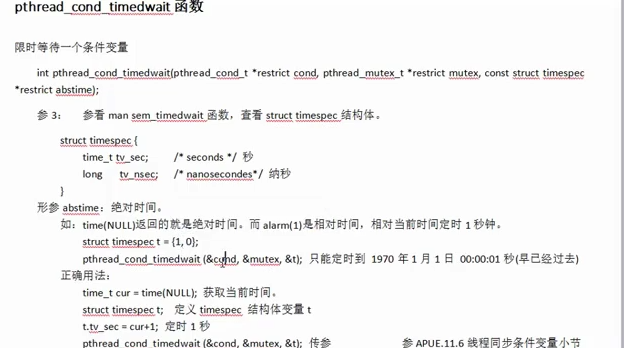 pthread_cond_timedwait 函数
限时等待一个条件变量
int pthread_cond_timedwait(pthread_cond_t *restrict cond, pthread_mutex_t *restrict mutex, const struct timespec
*restrict abstime);
参 3： 参看 man sem_timedwait 函数，查看 struct timespec 结构体。
struct timespec {
time_t tv_sec; /* seconds */ 秒
long tv_nsec; /* nanosecondes*/ 纳秒
}
形参 abstime：绝对时间。
如：time(NULL)返回的就是绝对时间。而 alarm(1)是相对时间，相对当前时间定时 1 秒钟。
struct timespec t = {1, 0};
pthread_cond_timedwait (&cond, &mutex, &t); 只能定时到 1970 年 1 月 1 日 00:00:01 秒(早已经过去)
正确用法：
time_t cur = time(NULL); 获取当前时间。
struct timespec t; 定义 timespec 结构体变量 t
t.tv_sec = cur+1; 定时 1 秒
pthread_cond_timedwait (&cond, &mutex, &t); 传参 参 APUE.11.6 线程同步条件变量小节